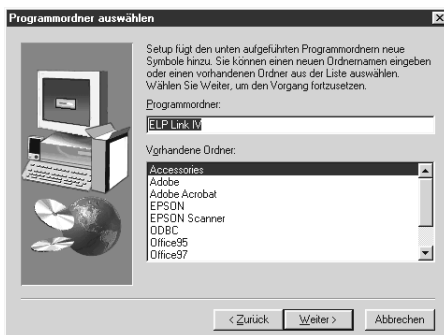 Programmordner auswählen
Setup fügt den unten aufgeführten Programmordnern neue
Symbole hinzu. Sie können einen neuen Ordnernamen eingeben
oder einen vorhandenen Ordner aus der Liste auswählen.
Wählen Sie Weiter, um den Vorgang fortzusetzen.
Programmordner:
ELP Link IV
Vorhandene Ordner:
Accessories
Adobe
Adobe Acrobat
EPSON
EPSON Scanner
ODBC
Office95
Office97
< Zurück
Weiter >
Abbrechen